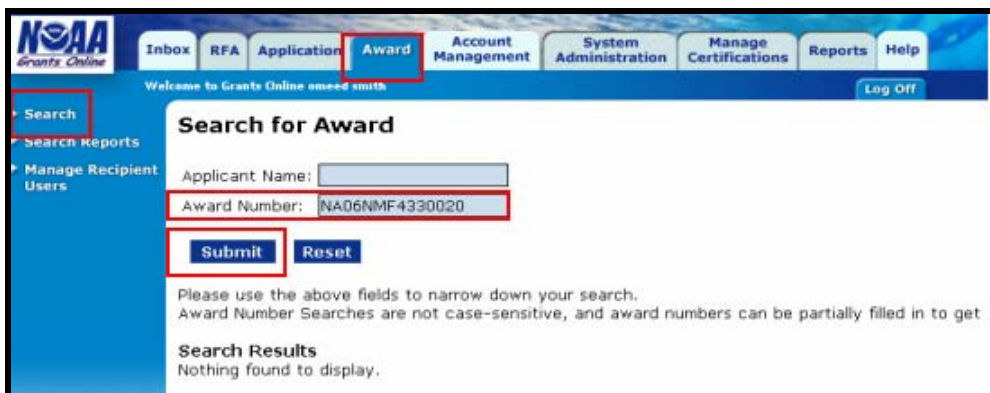 NOAA
Grants Online
Inbox RFA Application Award Account Management System Administration Manage Certifications Reports Help
Welcome to Grants Online omeed smith
Log Off
Search
Search Reports
Manage Recipient Users
Search for Award
Applicant Name:
Award Number: NA06NMF4330020
Submit Reset
Please use the above fields to narrow down your search.
Award Number Searches are not case-sensitive, and award numbers can be partially filled in to get
Search Results
Nothing found to display.